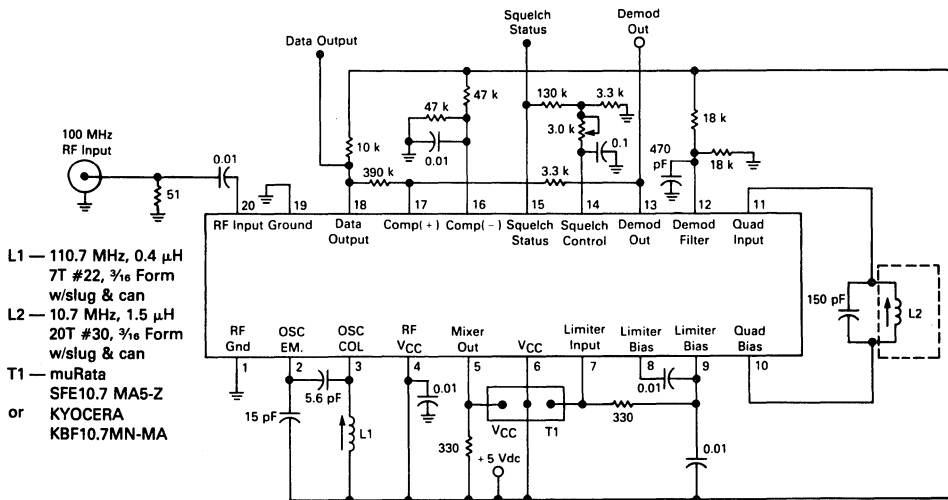 Squelch
Status
Demod
Out
Data Output
47 k
47 k
130 k
3.3 k
3.0 k
18 k
100 MHz
RF Input
10 k
0.01
0.1
470
pF
18 k
0.01
390 k
3.3 k
51
20
19
18
17
16
15
14
13
12
11
RF Input
Ground
Data
Output
Comp(+)
Comp(−)
Squelch
Status
Squelch
Control
Demod
Out
Demod
Filter
Quad
Input
L1 — 110.7 MHz, 0.4 μH
7T #22, 3/16 Form
w/slug & can
L2 — 10.7 MHz, 1.5 μH
20T #30, 3/16 Form
w/slug & can
T1 — muRata
SFE10.7 MA5-Z
or KYOCERA
KBF10.7MN-MA
150 pF
L2
RF
Gnd
OSC
EM.
OSC
COL
RF
VCC
Mixer
Out
VCC
Limiter
Input
Limiter
Bias
Limiter
Bias
Quad
Bias
1
2
3
4
5
6
7
8
9
10
5.6 pF
0.01
0.01
15 pF
L1
VCC
T1
330
330
+5 Vdc
0.01